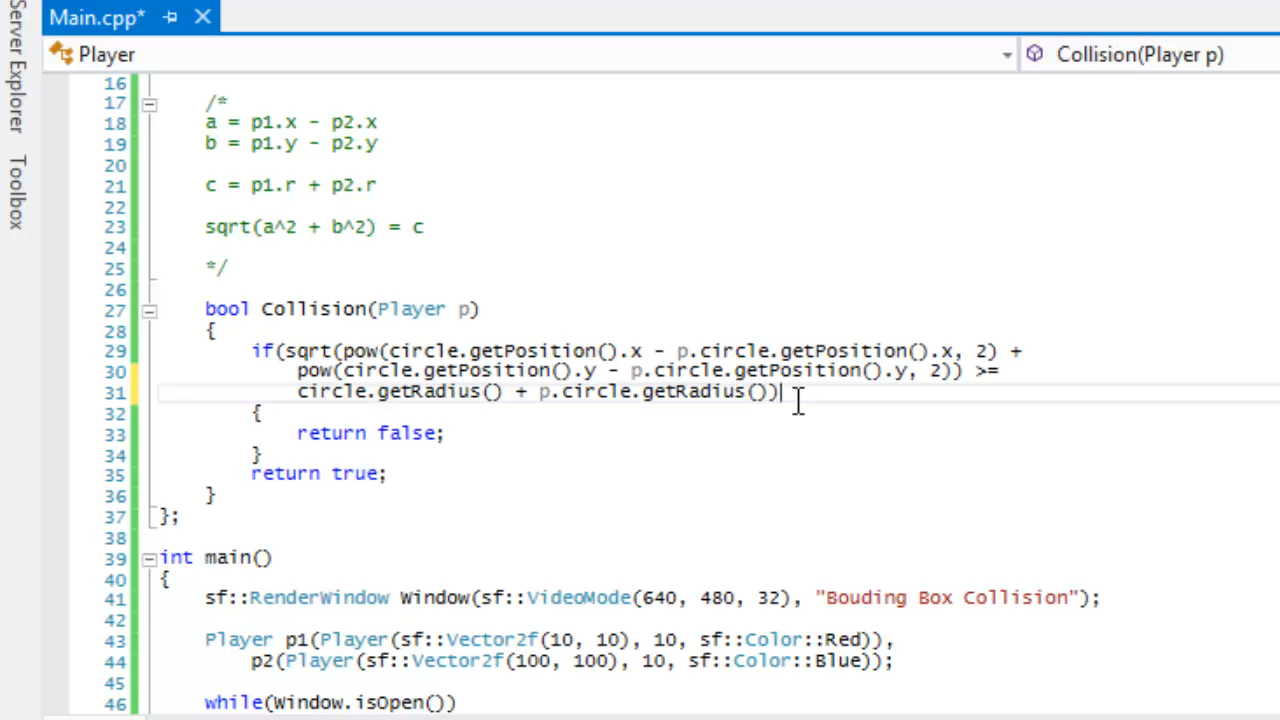 Server Explorer
Toolbox
Main.cpp*
Player
Collision(Player p)
16
17 /*
18 a = p1.x - p2.x
19 b = p1.y - p2.y
20
21 c = p1.r + p2.r
22
23 sqrt(a^2 + b^2) = c
24
25 */
26
27 bool Collision(Player p)
28 {
29 if(sqrt(pow(circle.getPosition().x - p.circle.getPosition().x, 2) +
30 pow(circle.getPosition().y - p.circle.getPosition().y, 2)) >=
31 circle.getRadius() + p.circle.getRadius())
32 {
33 return false;
34 }
35 return true;
36 }
37 };
38
39 int main()
40 {
41 sf::RenderWindow Window(sf::VideoMode(640, 480, 32), "Bouding Box Collision");
42
43 Player p1(Player(sf::Vector2f(10, 10), 10, sf::Color::Red)),
44 p2(Player(sf::Vector2f(100, 100), 10, sf::Color::Blue));
45
46 while(Window.isOpen())